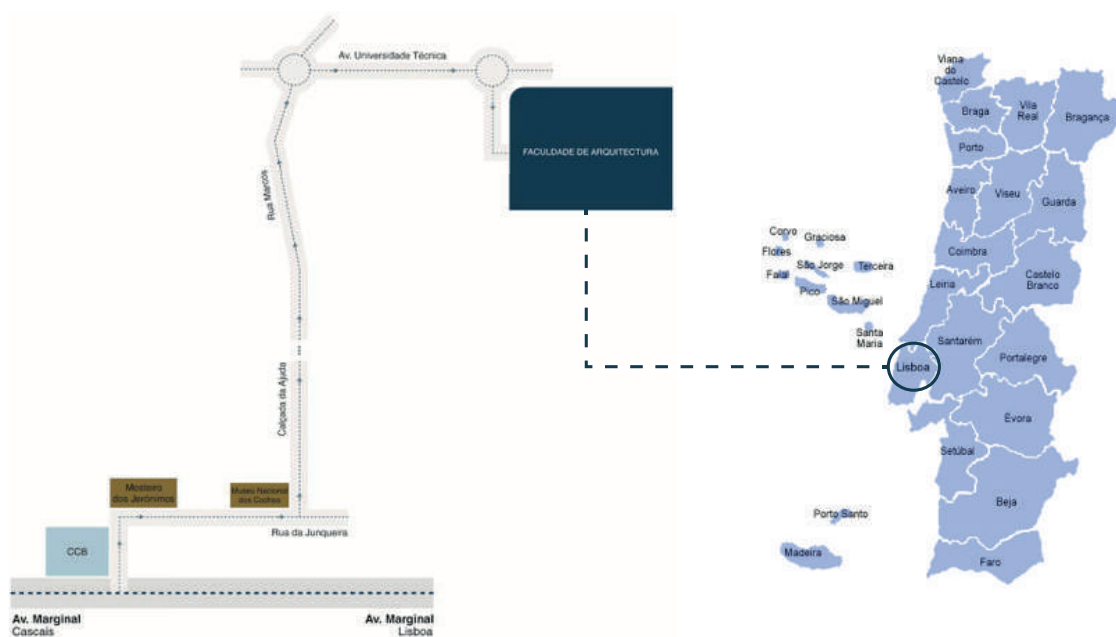 Av. Universidade Técnica
FACULDADE DE ARQUITECTURA
Rua Marcos
Calçada da Ajuda
Mosteiro
dos Jerónimos
Museu Nacional
dos Coches
Rua da Junqueira
CCB
Av. Marginal
Cascais
Av. Marginal
Lisboa
Viana do
Castelo
Braga
Vila
Real
Bragança
Porto
Aveiro
Viseu
Guarda
Coimbra
Castelo
Branco
Leiria
Santarém
Portalegre
Lisboa
Évora
Setúbal
Beja
Faro
Corvo
Graciosa
Flores
São Jorge
Terceira
Faial
Pico
São Miguel
Santa
Maria
Porto Santo
Madeira